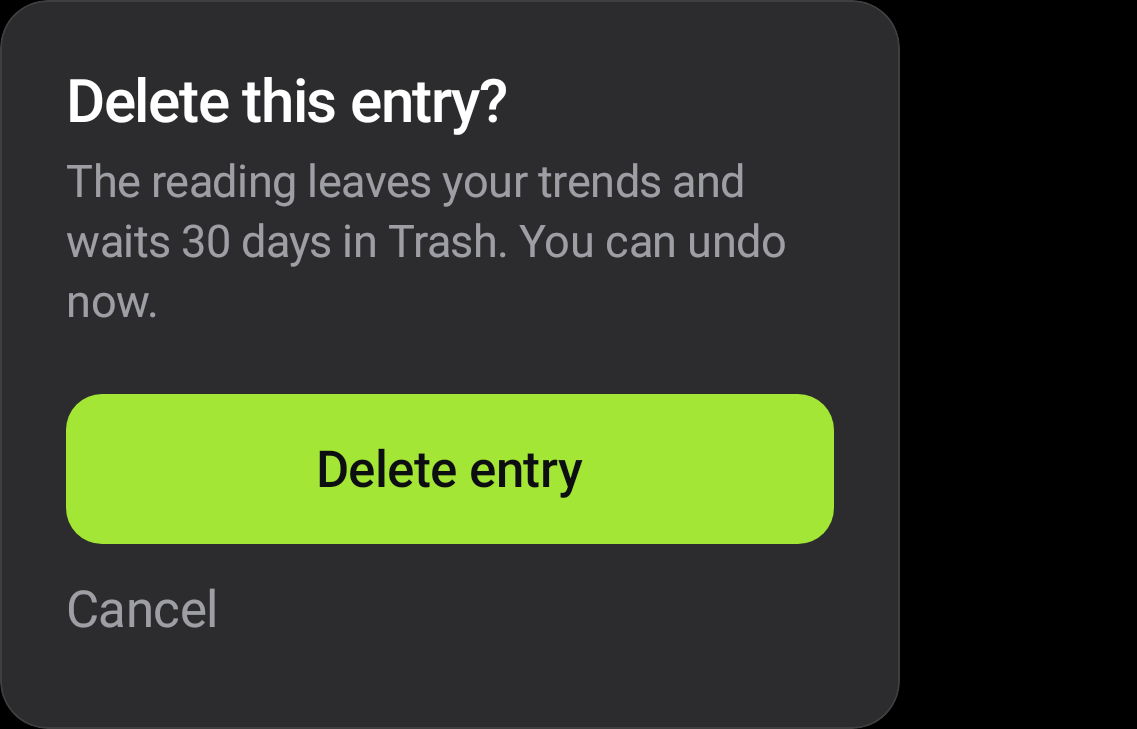 Delete this entry?
The reading leaves your trends and
waits 30 days in Trash. You can undo
now.
Delete entry
Cancel